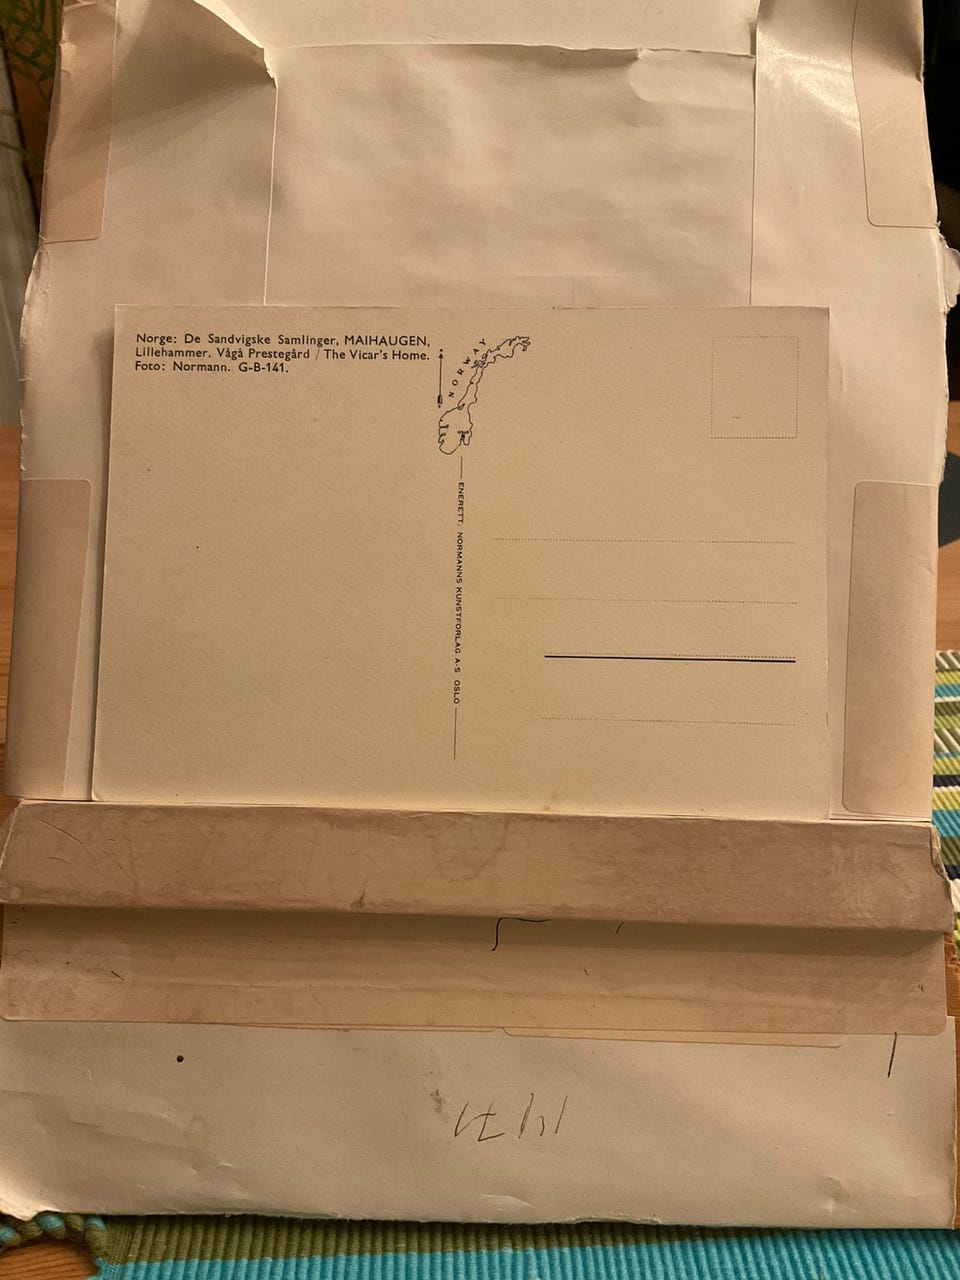 Norge: De Sandvigske Samlinger, MAIHAUGEN,
Lillehammer. Vågå Prestegård / The Vicar's Home.
Foto: Normann. G-B-141.
NORWAY
ENERETT: NORMANNS KUNSTFORLAG A·S OSLO